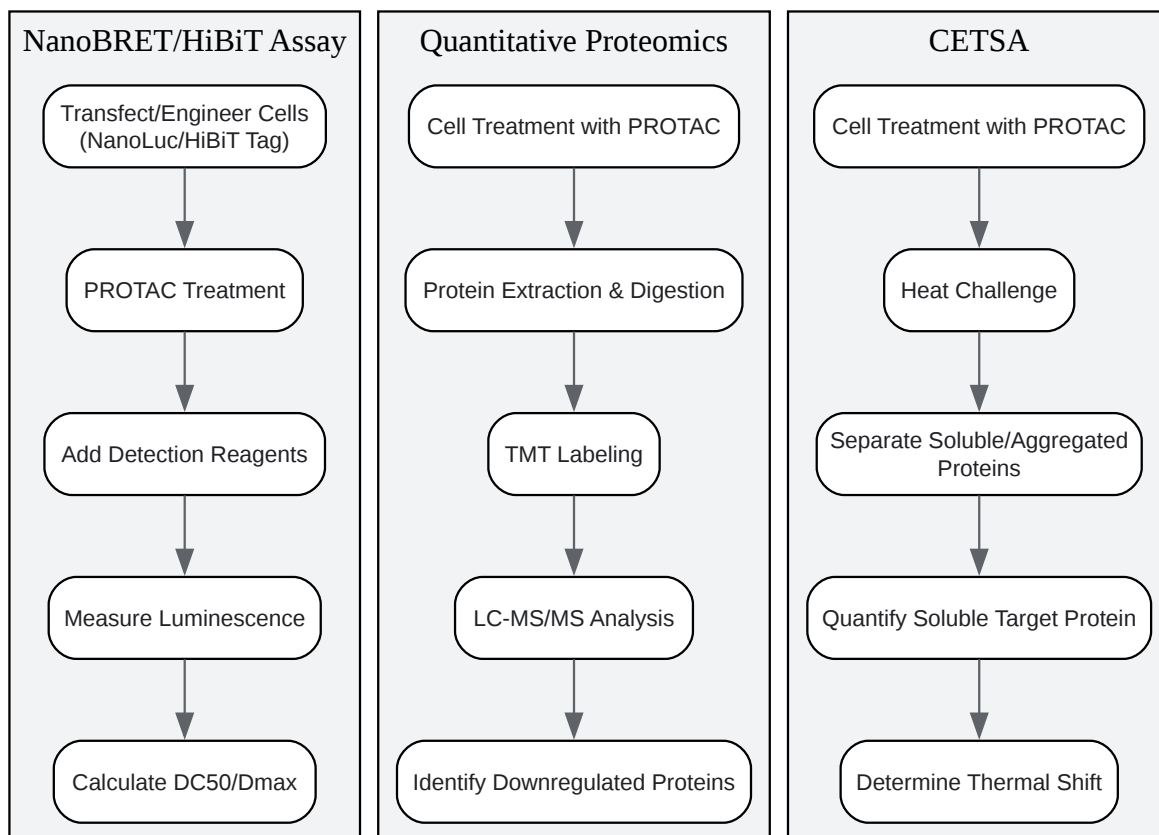 NanoBRET/HiBiT Assay
Transfect/Engineer Cells
(NanoLuc/HiBiT Tag)
PROTAC Treatment
Add Detection Reagents
Measure Luminescence
Calculate DC50/Dmax
Quantitative Proteomics
Cell Treatment with PROTAC
Protein Extraction & Digestion
TMT Labeling
LC-MS/MS Analysis
Identify Downregulated Proteins
CETSA
Cell Treatment with PROTAC
Heat Challenge
Separate Soluble/Aggregated
Proteins
Quantify Soluble Target Protein
Determine Thermal Shift